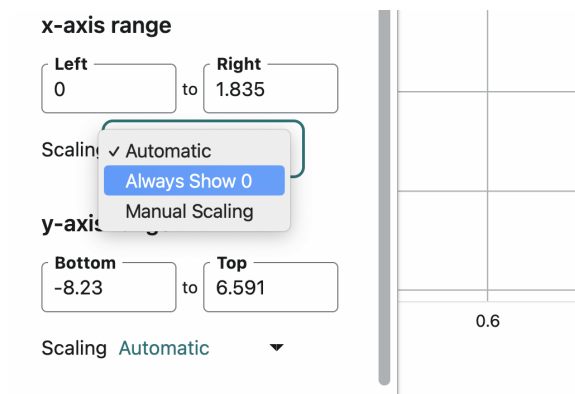 x-axis range
Left
Right
0
to
1.835
Scaling
✓ Automatic
Always Show 0
Manual Scaling
Bottom
Top
-8.23
to
6.591
0.6
Scaling Automatic